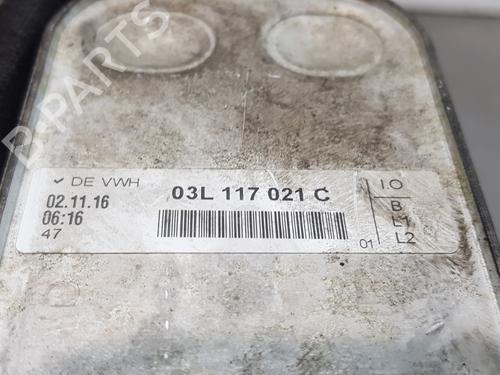 B-PARTS
✓ DE VWH
02.11.16
06:16
47
03L 117 021 C
01
I.O
B
L1
L2